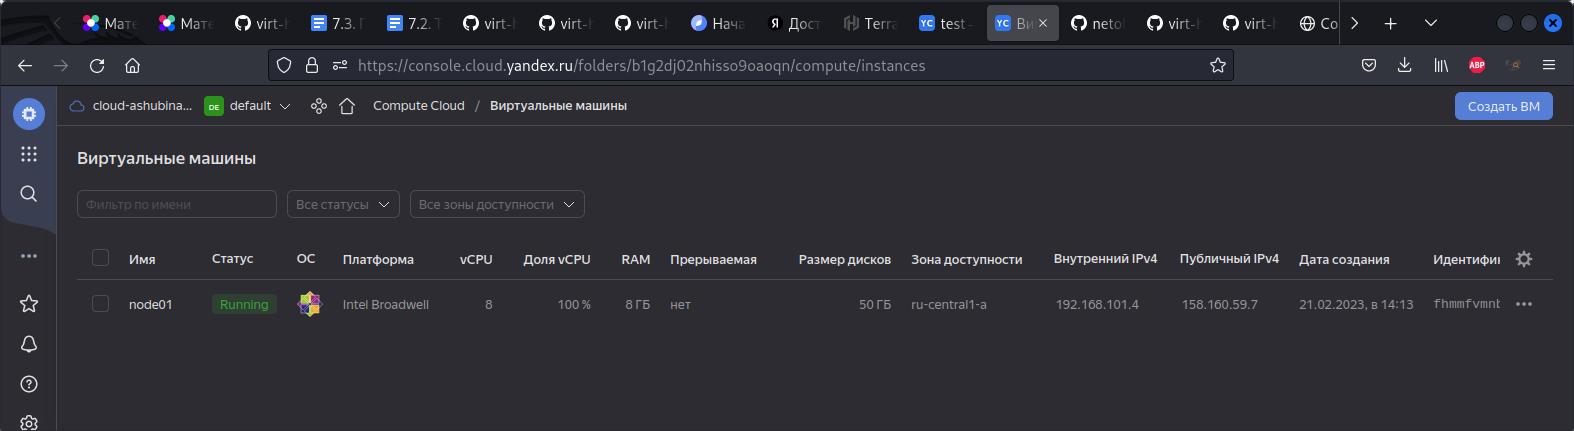 Мате Мате virt-h 7.3. Г 7.2. Т virt-h virt-h virt-h Нача Дост Terra test - Ви netol virt-h virt-h Co
https://console.cloud.yandex.ru/folders/b1g2dj02nhisso9oaoqn/compute/instances ABP
cloud-ashubina... DE default Compute Cloud / Виртуальные машины Создать ВМ
Виртуальные машины
Фильтр по имени Все статусы Все зоны доступности
Имя Статус ОС Платформа vCPU Доля vCPU RAM Прерываемая Размер дисков Зона доступности Внутренний IPv4 Публичный IPv4 Дата создания Идентифи
node01 Running Intel Broadwell 8 100 % 8 ГБ нет 50 ГБ ru-central1-a 192.168.101.4 158.160.59.7 21.02.2023, в 14:13 fhmmfvmnb